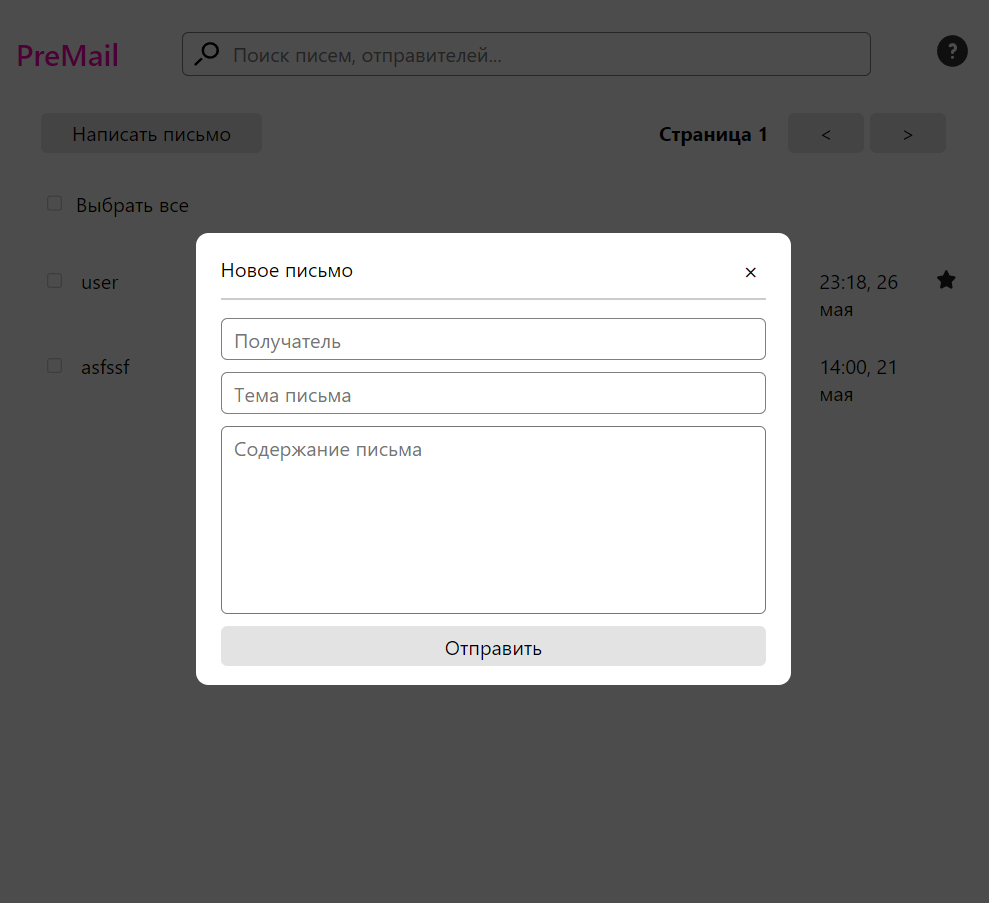 PreMail
Поиск писем, отправителей...
?
Написать письмо
Страница 1
<
>
Выбрать все
Новое письмо
×
user
23:18, 26
мая
Получатель
asfssf
14:00, 21
мая
Тема письма
Содержание письма
Отправить